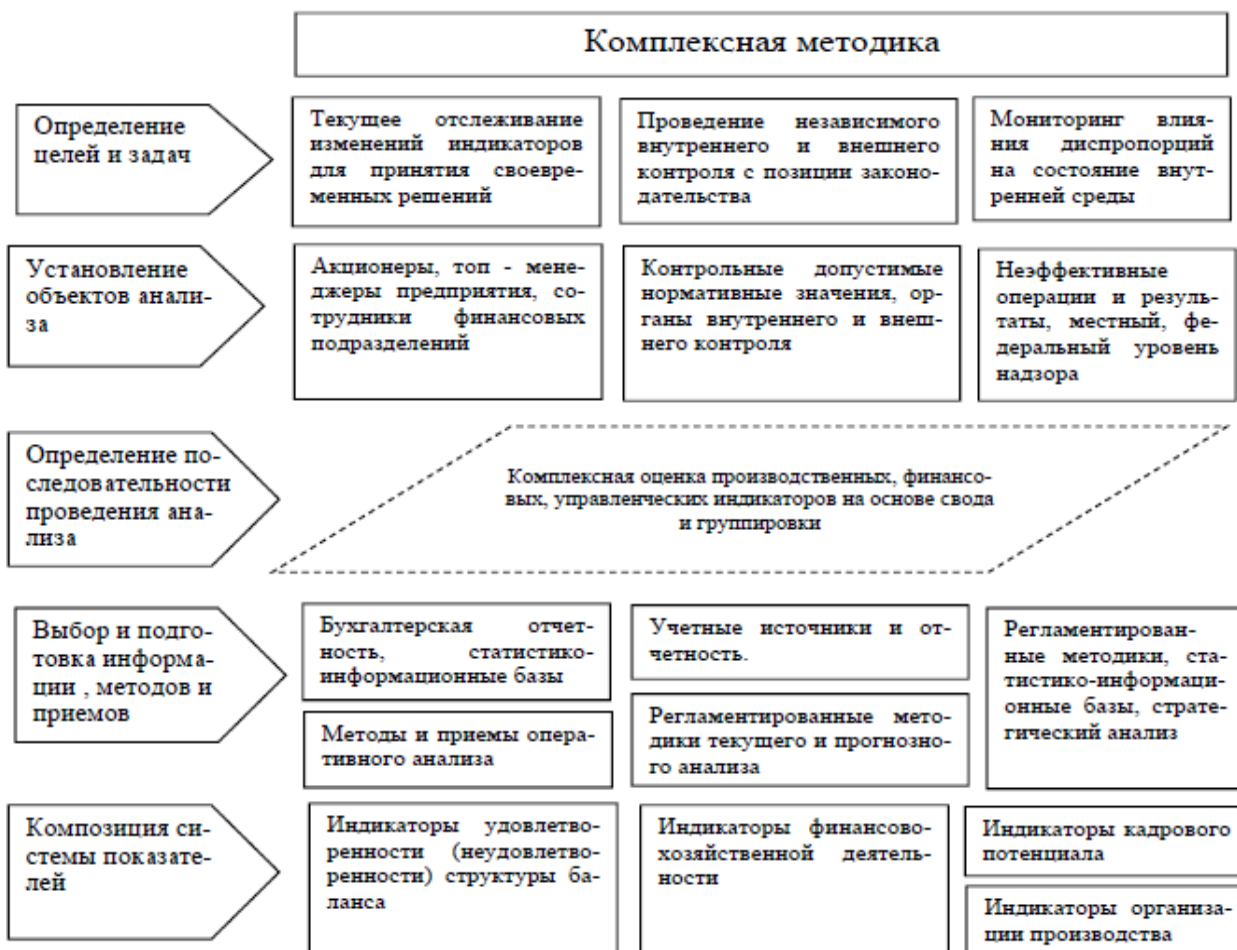 Комплексная методика
Определение
целей и задач
Текущее отслеживание
изменений индикаторов
для принятия своевре-
менных решений
Проведение независимого
внутреннего и внешнего
контроля с позиции законо-
дательства
Мониторинг влия-
ния диспропорций
на состояние внут-
ренней среды
Установление
объектов анали-
за
Акционеры, топ - мене-
джеры предприятия, со-
трудники финансовых
подразделений
Контрольные допустимые
нормативные значения, ор-
ганы внутреннего и внеш-
него контроля
Неэффективные
операции и резуль-
таты, местный, фе-
деральный уровень
надзора
Определение по-
следовательности
проведения ана-
лиза
Комплексная оценка производственных, финансо-
вых, управленческих индикаторов на основе свода
и группировки
Выбор и подго-
товка информа-
ции , методов и
приемов
Бухгалтерская отчет-
ность, статистико-
информационные базы
Учетные источники и от-
четность.
Регламентирован-
ные методики, ста-
тистико-информаци-
онные базы, страте-
гический анализ
Методы и приемы опера-
тивного анализа
Регламентированные мето-
дики текущего и прогнозно-
го анализа
Композиция си-
стемы показате-
лей
Индикаторы удовлетво-
ренности (неудовлетво-
ренности) структуры ба-
ланса
Индикаторы финансово-
хозяйственной деятель-
ности
Индикаторы кадрового
потенциала
Индикаторы органи-
зации производства